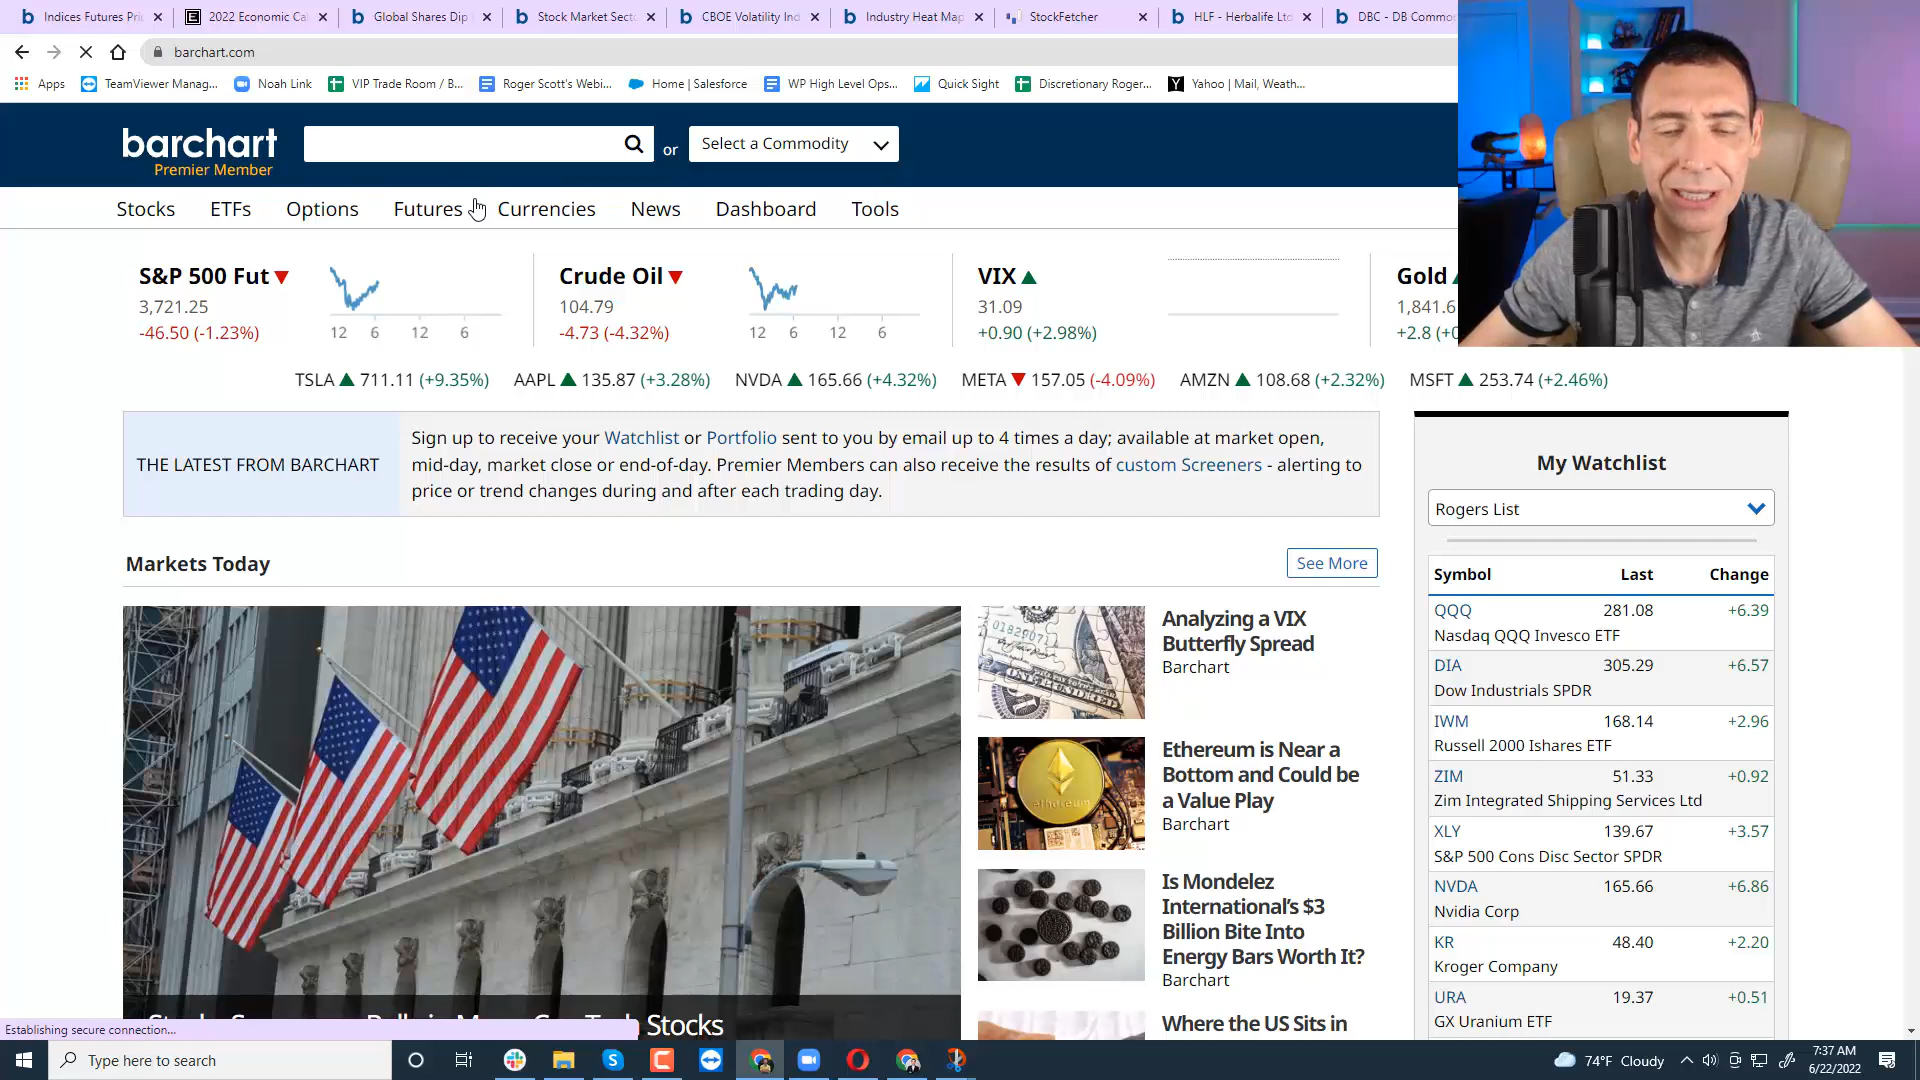 Indices Futures Pri
2022 Economic Ca
Global Shares Dip
Stock Market Secto
CBOE Volatility Ind
Industry Heat Map
StockFetcher
HLF - Herbalife Ltd
DBC - DB Commo
barchart.com
Apps
TeamViewer Manag...
Noah Link
VIP Trade Room / B...
Roger Scott's Webi...
Home | Salesforce
WP High Level Ops...
Quick Sight
Discretionary Roger...
Yahoo | Mail, Weath...
barchart
Premier Member
or
Select a Commodity
Stocks
ETFs
Options
Futures
Currencies
News
Dashboard
Tools
S&P 500 Fut
3,721.25
-46.50 (-1.23%)
12 6 12 6
Crude Oil
104.79
-4.73 (-4.32%)
12 6 12 6
VIX
31.09
+0.90 (+2.98%)
Gold
1,841.6
+2.8 (+0
TSLA 711.11 (+9.35%)
AAPL 135.87 (+3.28%)
NVDA 165.66 (+4.32%)
META 157.05 (-4.09%)
AMZN 108.68 (+2.32%)
MSFT 253.74 (+2.46%)
THE LATEST FROM BARCHART
Sign up to receive your Watchlist or Portfolio sent to you by email up to 4 times a day; available at market open,
mid-day, market close or end-of-day. Premier Members can also receive the results of custom Screeners - alerting to
price or trend changes during and after each trading day.
Markets Today
See More
Analyzing a VIX
Butterfly Spread
Barchart
Ethereum is Near a
Bottom and Could be
a Value Play
Barchart
Is Mondelez
International's $3
Billion Bite Into
Energy Bars Worth It?
Barchart
Where the US Sits in
Stocks
My Watchlist
Rogers List
Symbol Last Change
QQQ 281.08 +6.39
Nasdaq QQQ Invesco ETF
DIA 305.29 +6.57
Dow Industrials SPDR
IWM 168.14 +2.96
Russell 2000 Ishares ETF
ZIM 51.33 +0.92
Zim Integrated Shipping Services Ltd
XLY 139.67 +3.57
S&P 500 Cons Disc Sector SPDR
NVDA 165.66 +6.86
Nvidia Corp
KR 48.40 +2.20
Kroger Company
URA 19.37 +0.51
GX Uranium ETF
Establishing secure connection...
Type here to search
74°F Cloudy
7:37 AM
6/22/2022